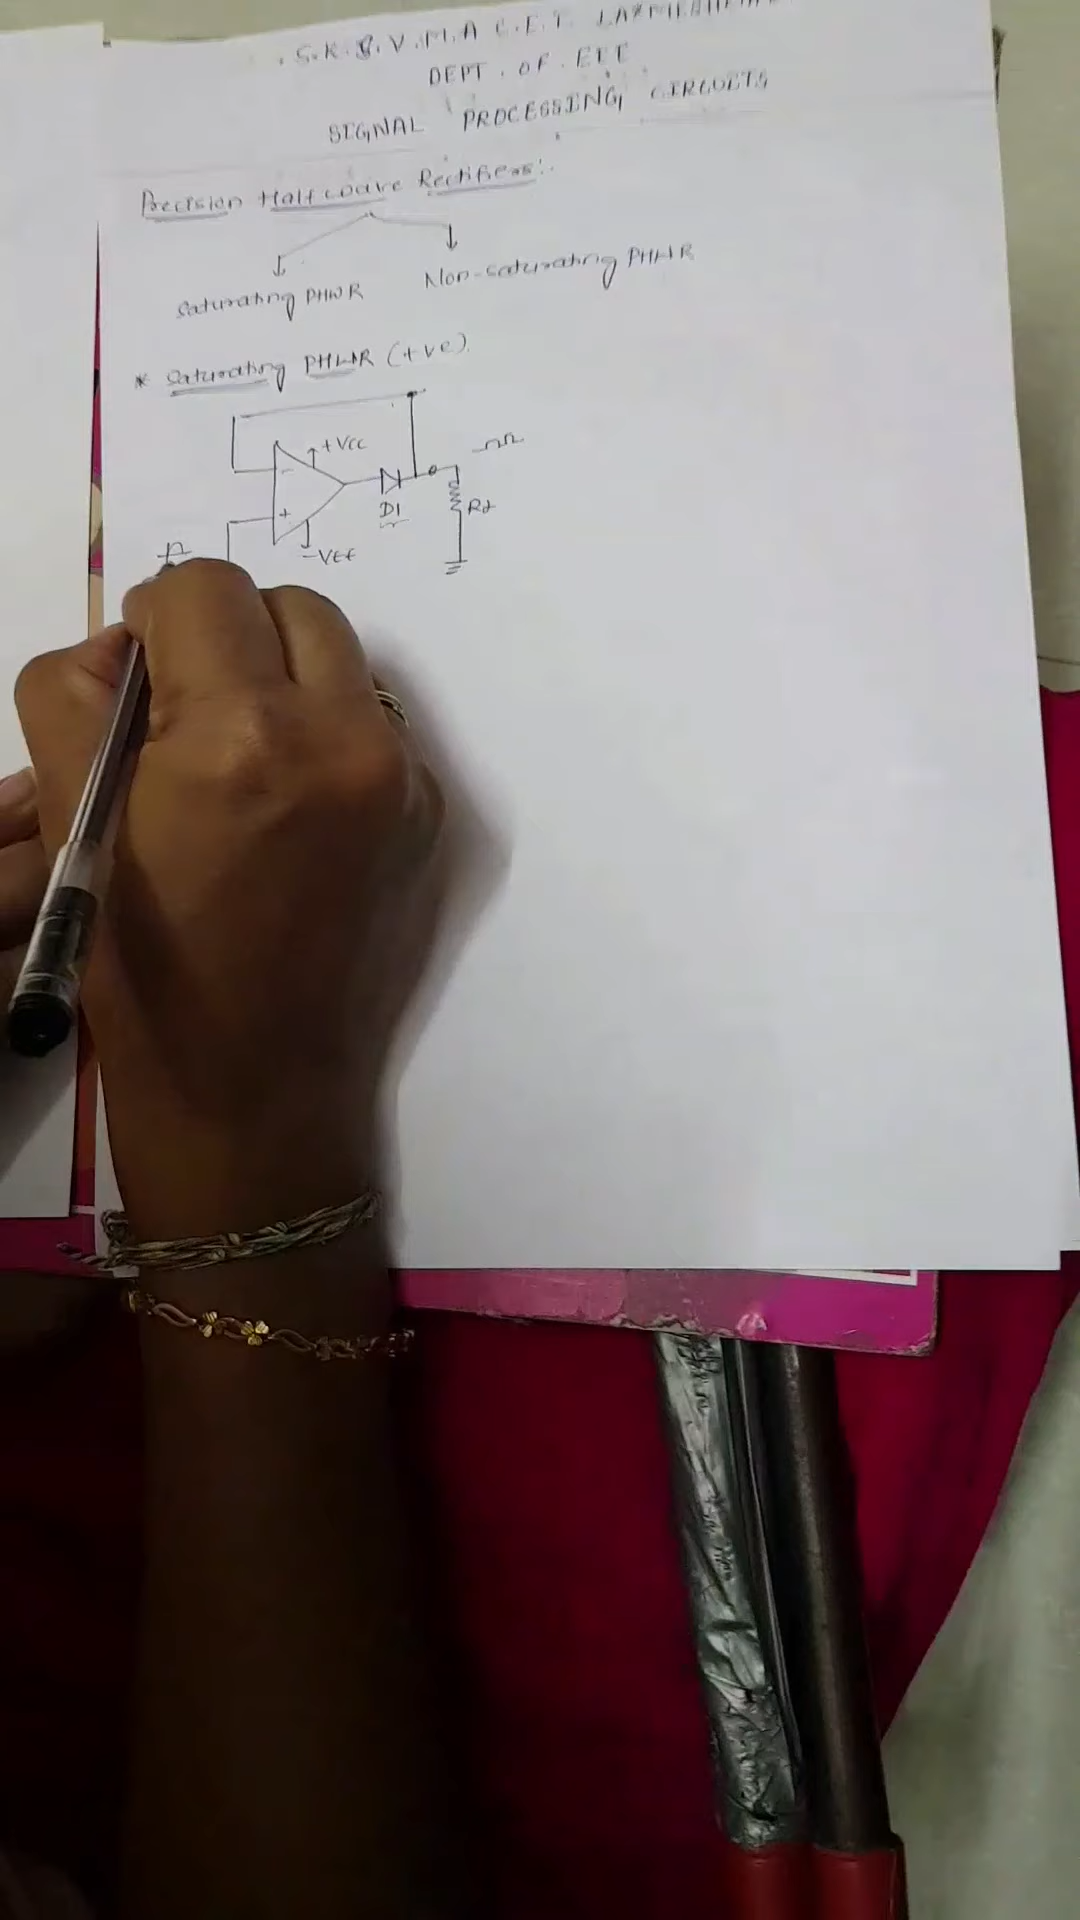 S.K.S.V.M.A C.E.T.
DEPT. OF. EEE
SIGNAL PROCESSING CIRCUITS
Precision Halfwave Rectifiers:.
Saturating PHWR Non-saturating PHWR
* Saturating PHWR (+ve).
+VCC
-
+
D1
RL
-VEE